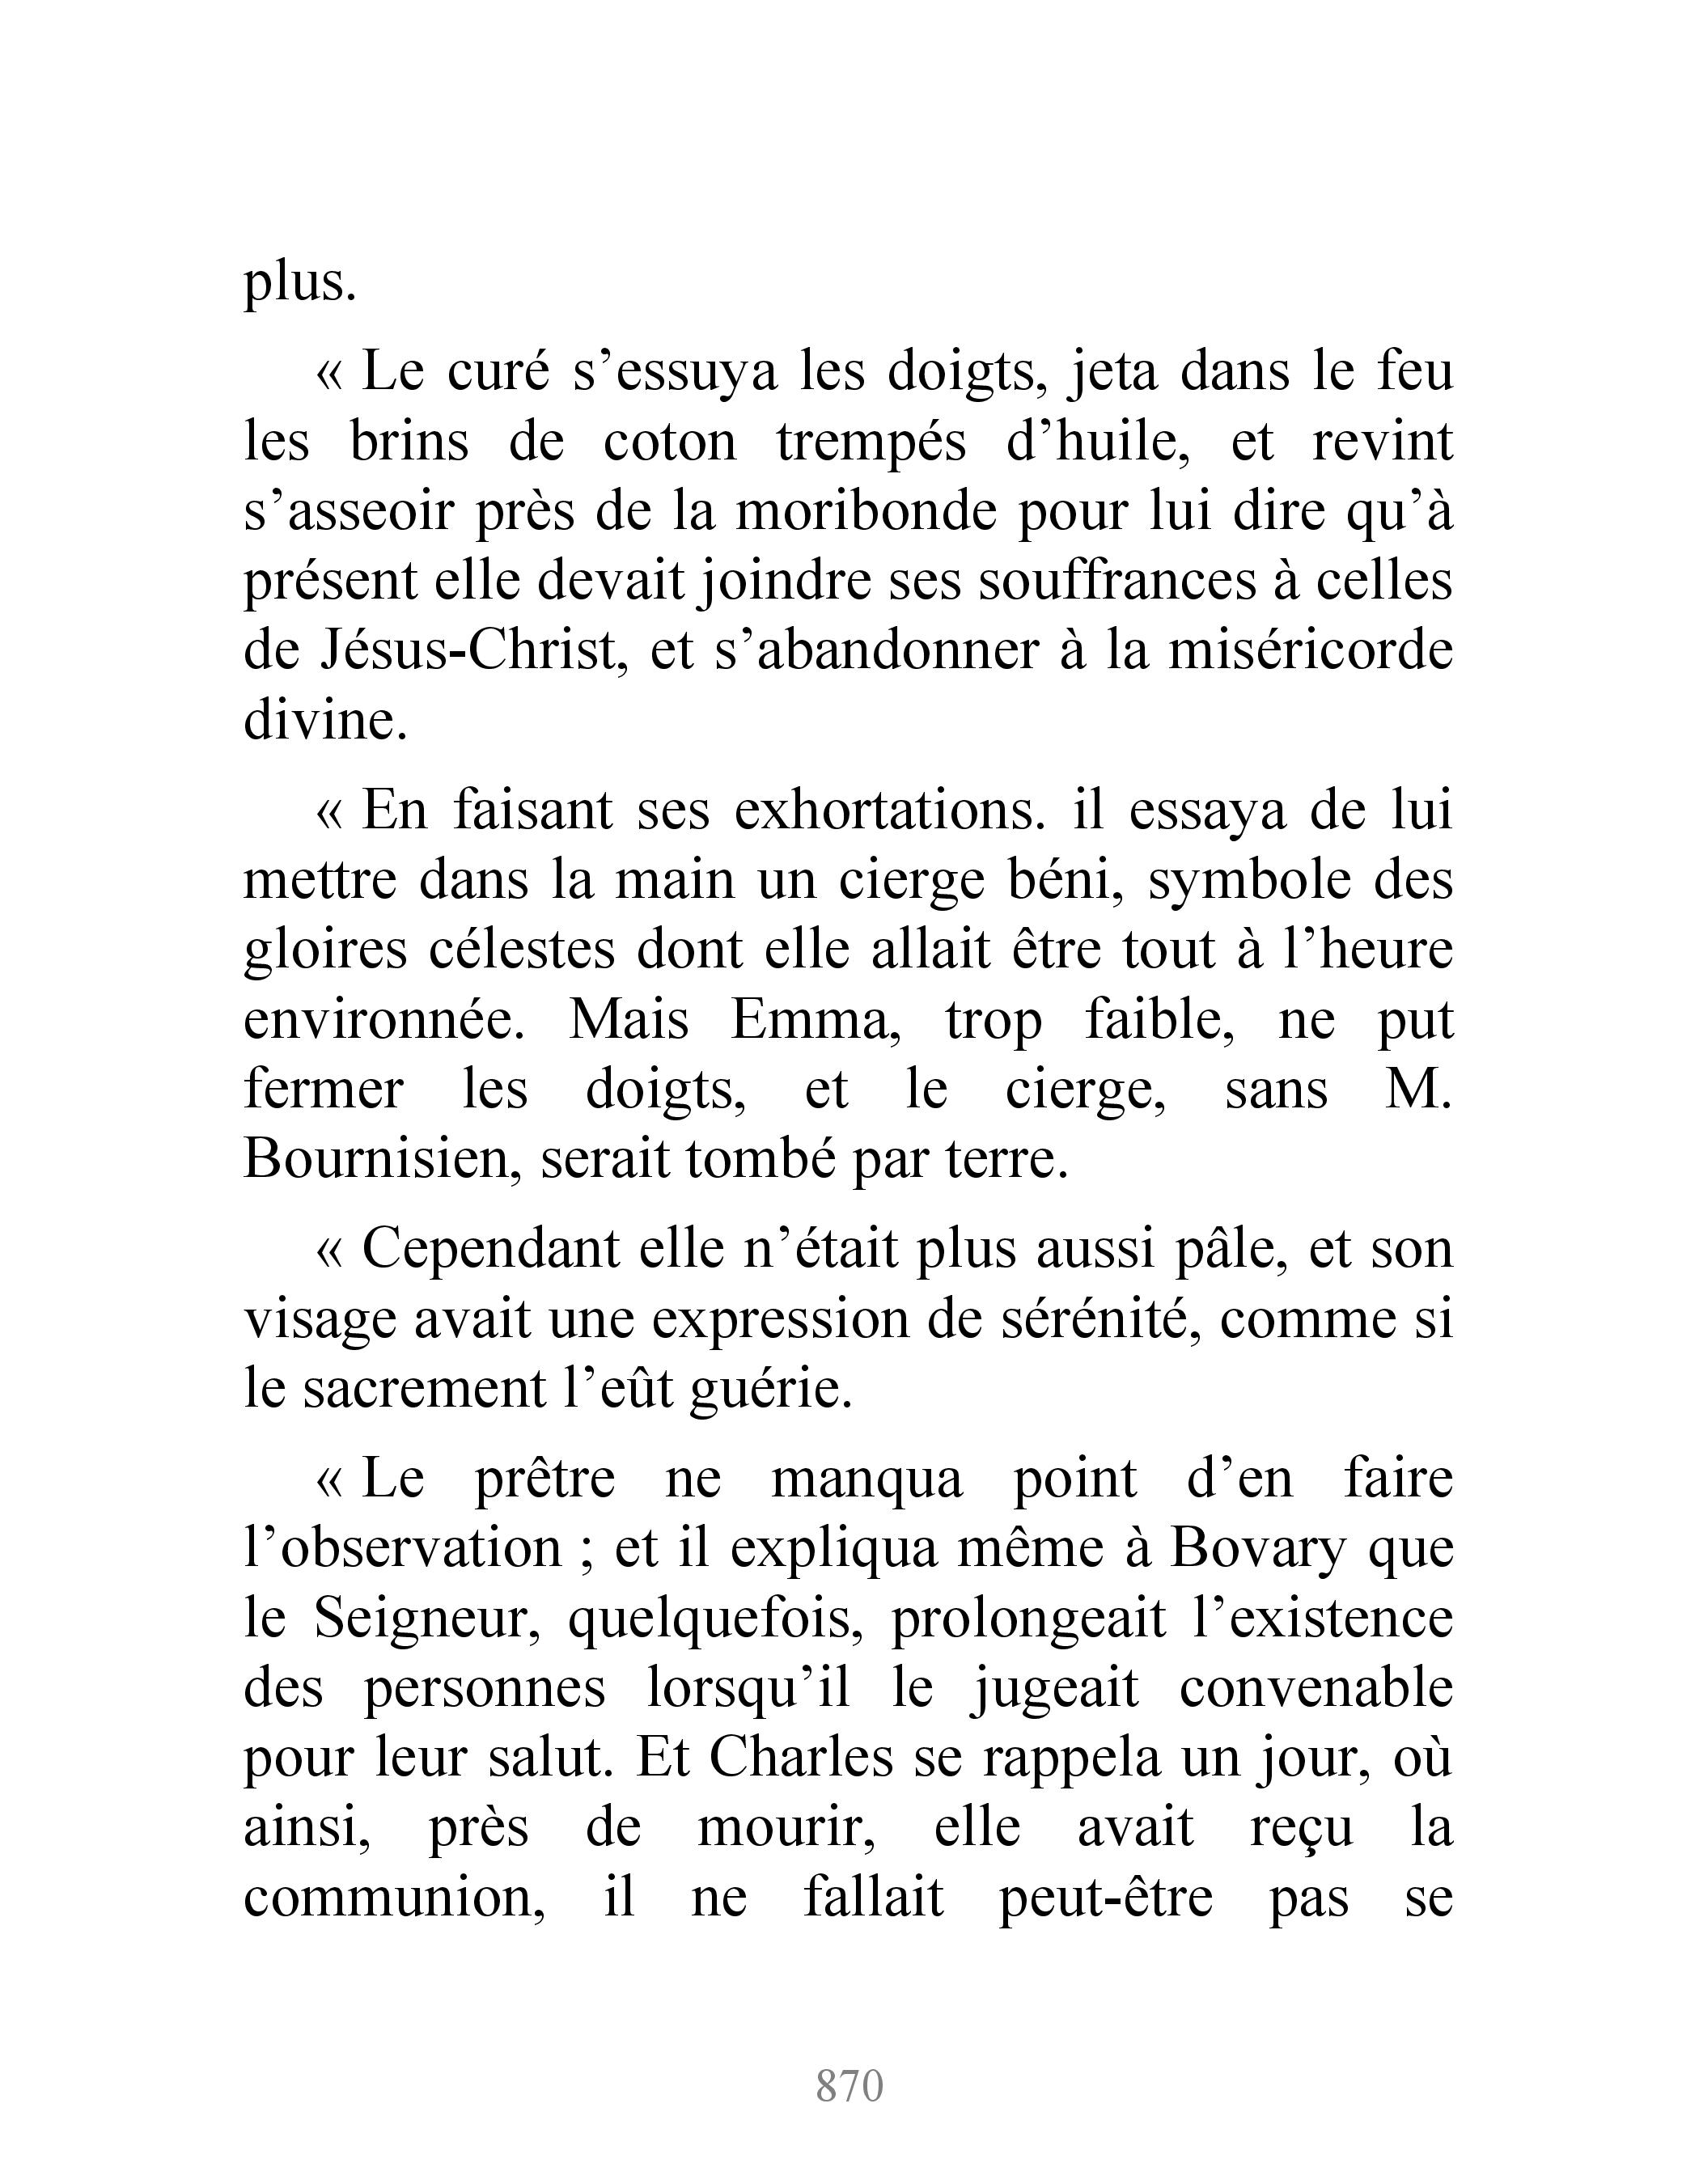 plus.
« Le curé s’essuya les doigts, jeta dans le feu
les brins de coton trempés d’huile, et revint
s’asseoir près de la moribonde pour lui dire qu’à
présent elle devait joindre ses souffrances à celles
de Jésus-Christ, et s’abandonner à la miséricorde
divine.
« En faisant ses exhortations. il essaya de lui
mettre dans la main un cierge béni, symbole des
gloires célestes dont elle allait être tout à l’heure
environnée. Mais Emma, trop faible, ne put
fermer les doigts, et le cierge, sans M.
Bournisien, serait tombé par terre.
« Cependant elle n’était plus aussi pâle, et son
visage avait une expression de sérénité, comme si
le sacrement l’eût guérie.
« Le prêtre ne manqua point d’en faire
l’observation ; et il expliqua même à Bovary que
le Seigneur, quelquefois, prolongeait l’existence
des personnes lorsqu’il le jugeait convenable
pour leur salut. Et Charles se rappela un jour, où
ainsi, près de mourir, elle avait reçu la
communion, il ne fallait peut-être pas se
870